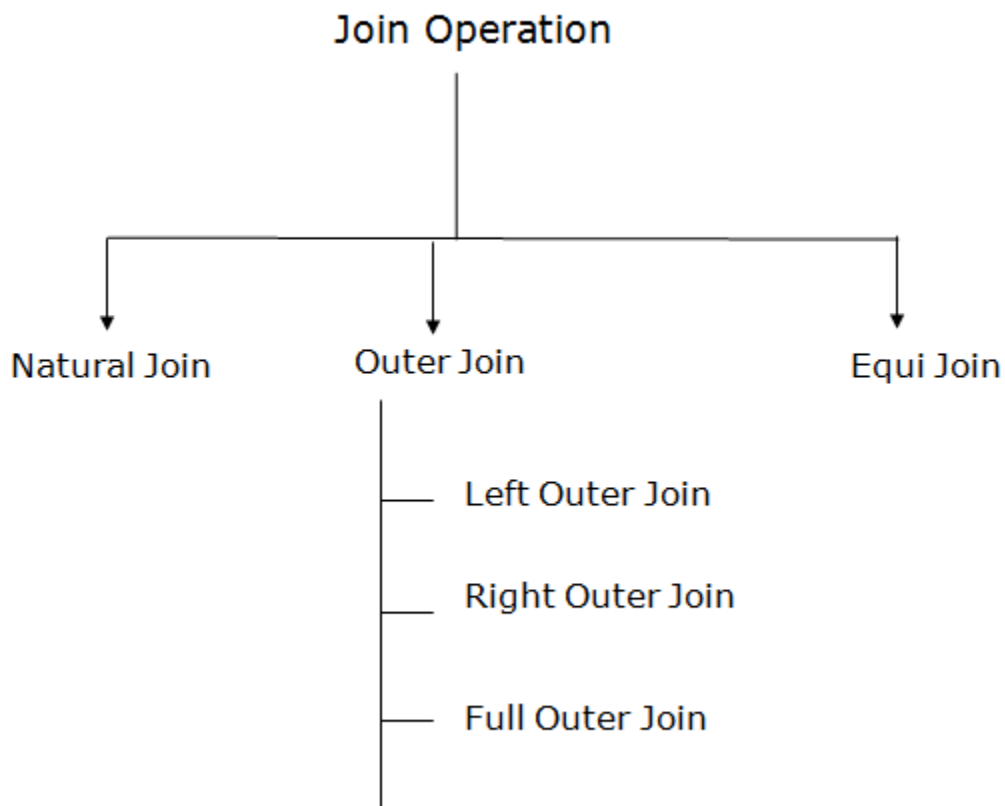 Join Operation
Natural Join
Outer Join
Equi Join
Left Outer Join
Right Outer Join
Full Outer Join